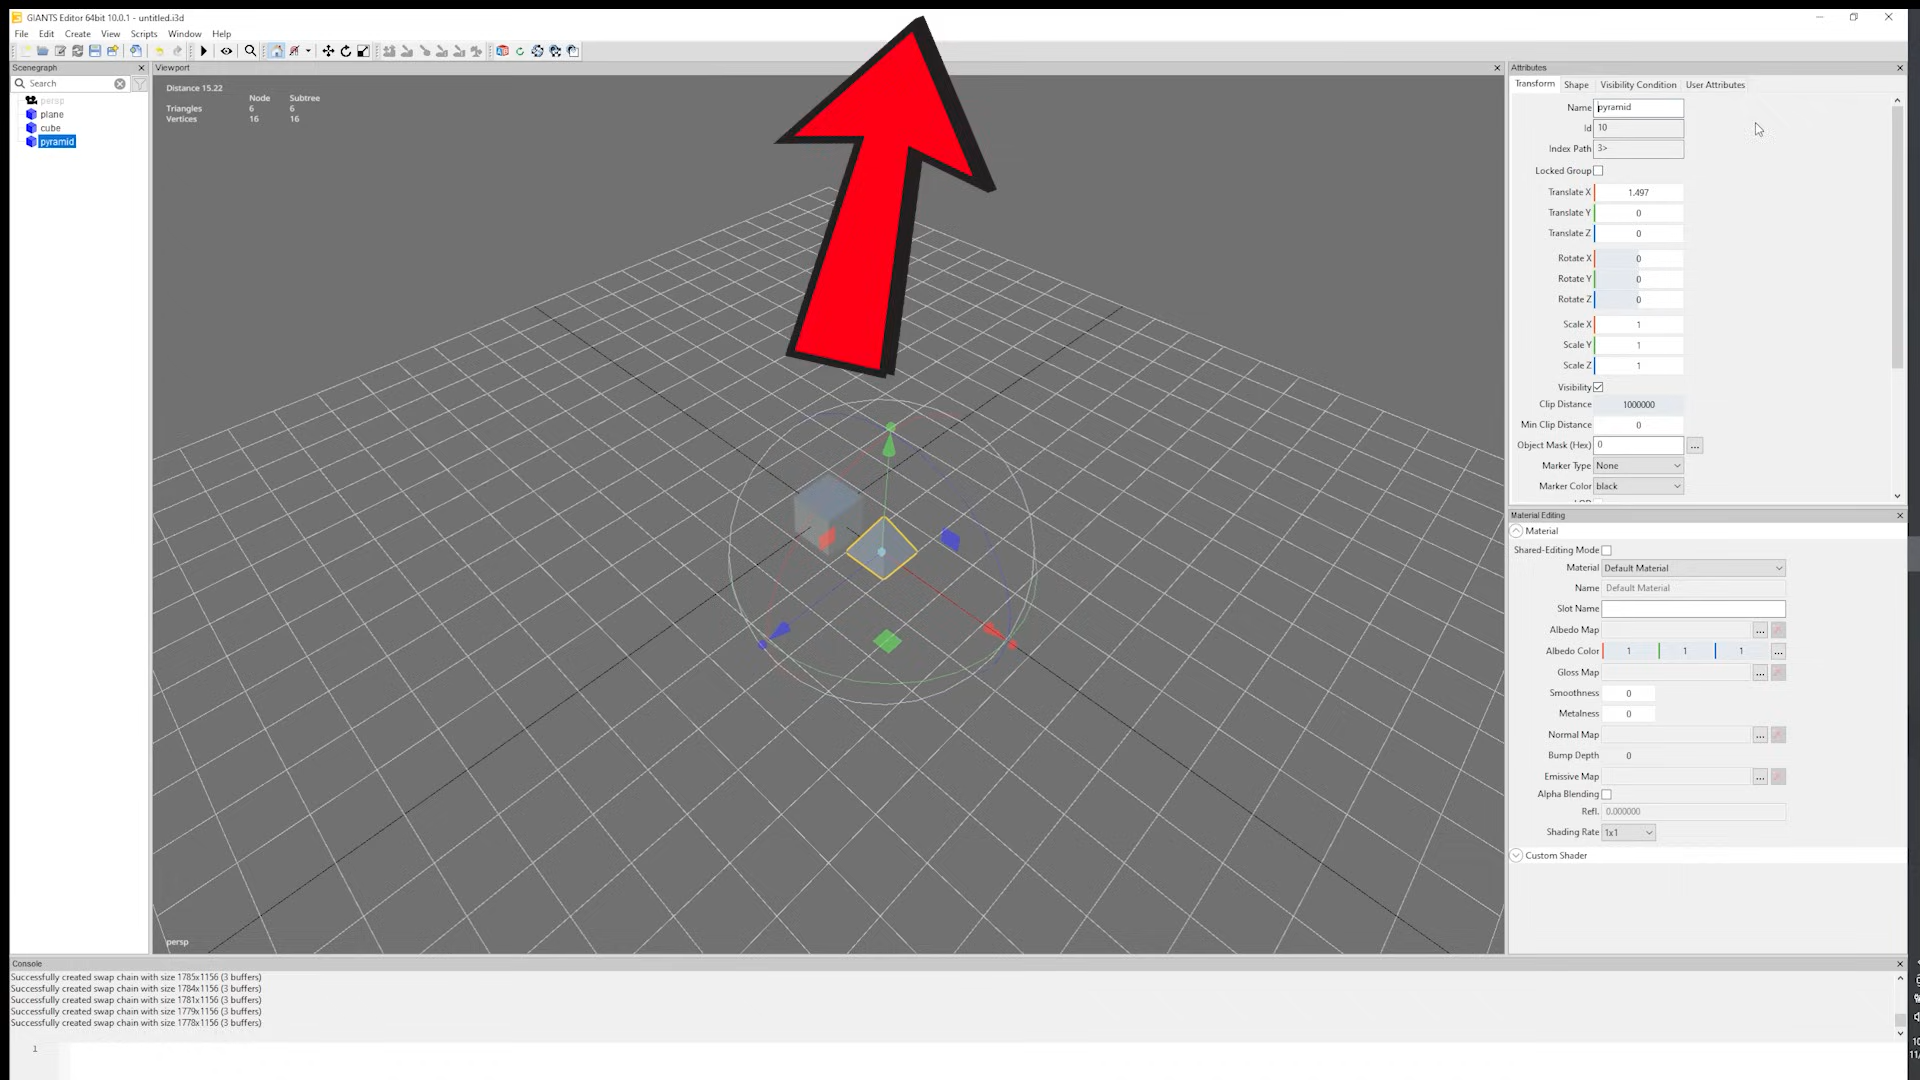 GIANTS Editor 64bit 10.0.1 - untitled.i3d
File Edit Create View Scripts Window Help
Scenegraph
Search
persp
plane
cube
pyramid
Viewport
Distance 15.22
Node Subtree
Triangles 6 6
Vertices 16 16
persp
Attributes
Transform Shape Visibility Condition User Attributes
Name pyramid
Id 10
Index Path 3>
Locked Group
Translate X 1.497
Translate Y 0
Translate Z 0
Rotate X 0
Rotate Y 0
Rotate Z 0
Scale X 1
Scale Y 1
Scale Z 1
Visibility
Clip Distance 1000000
Min Clip Distance 0
Object Mask (Hex) 0 ...
Marker Type None
Marker Color black
Material Editing
Material
Shared-Editing Mode
Material Default Material
Name Default Material
Slot Name
Albedo Map ...
Albedo Color 1 1 1 ...
Gloss Map ...
Smoothness 0
Metalness 0
Normal Map ...
Bump Depth 0
Emissive Map ...
Alpha Blending
Refl. 0.000000
Shading Rate 1x1
Custom Shader
Console
Successfully created swap chain with size 1785x1156 (3 buffers)
Successfully created swap chain with size 1784x1156 (3 buffers)
Successfully created swap chain with size 1781x1156 (3 buffers)
Successfully created swap chain with size 1779x1156 (3 buffers)
Successfully created swap chain with size 1778x1156 (3 buffers)
1